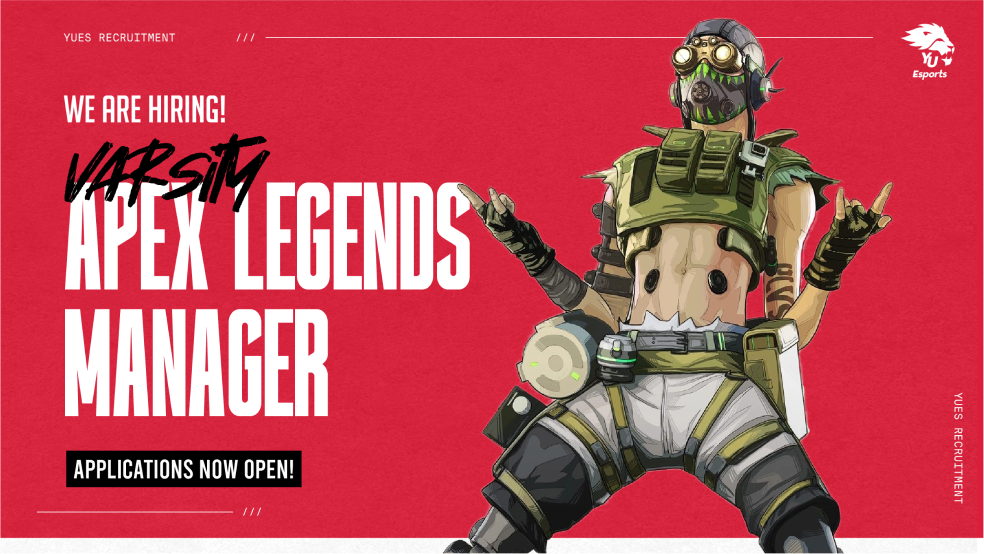 YUES RECRUITMENT ///
YU
Esports
WE ARE HIRING!
VARSITY
APEX LEGENDS
MANAGER
APPLICATIONS NOW OPEN!
///
YUES RECRUITMENT